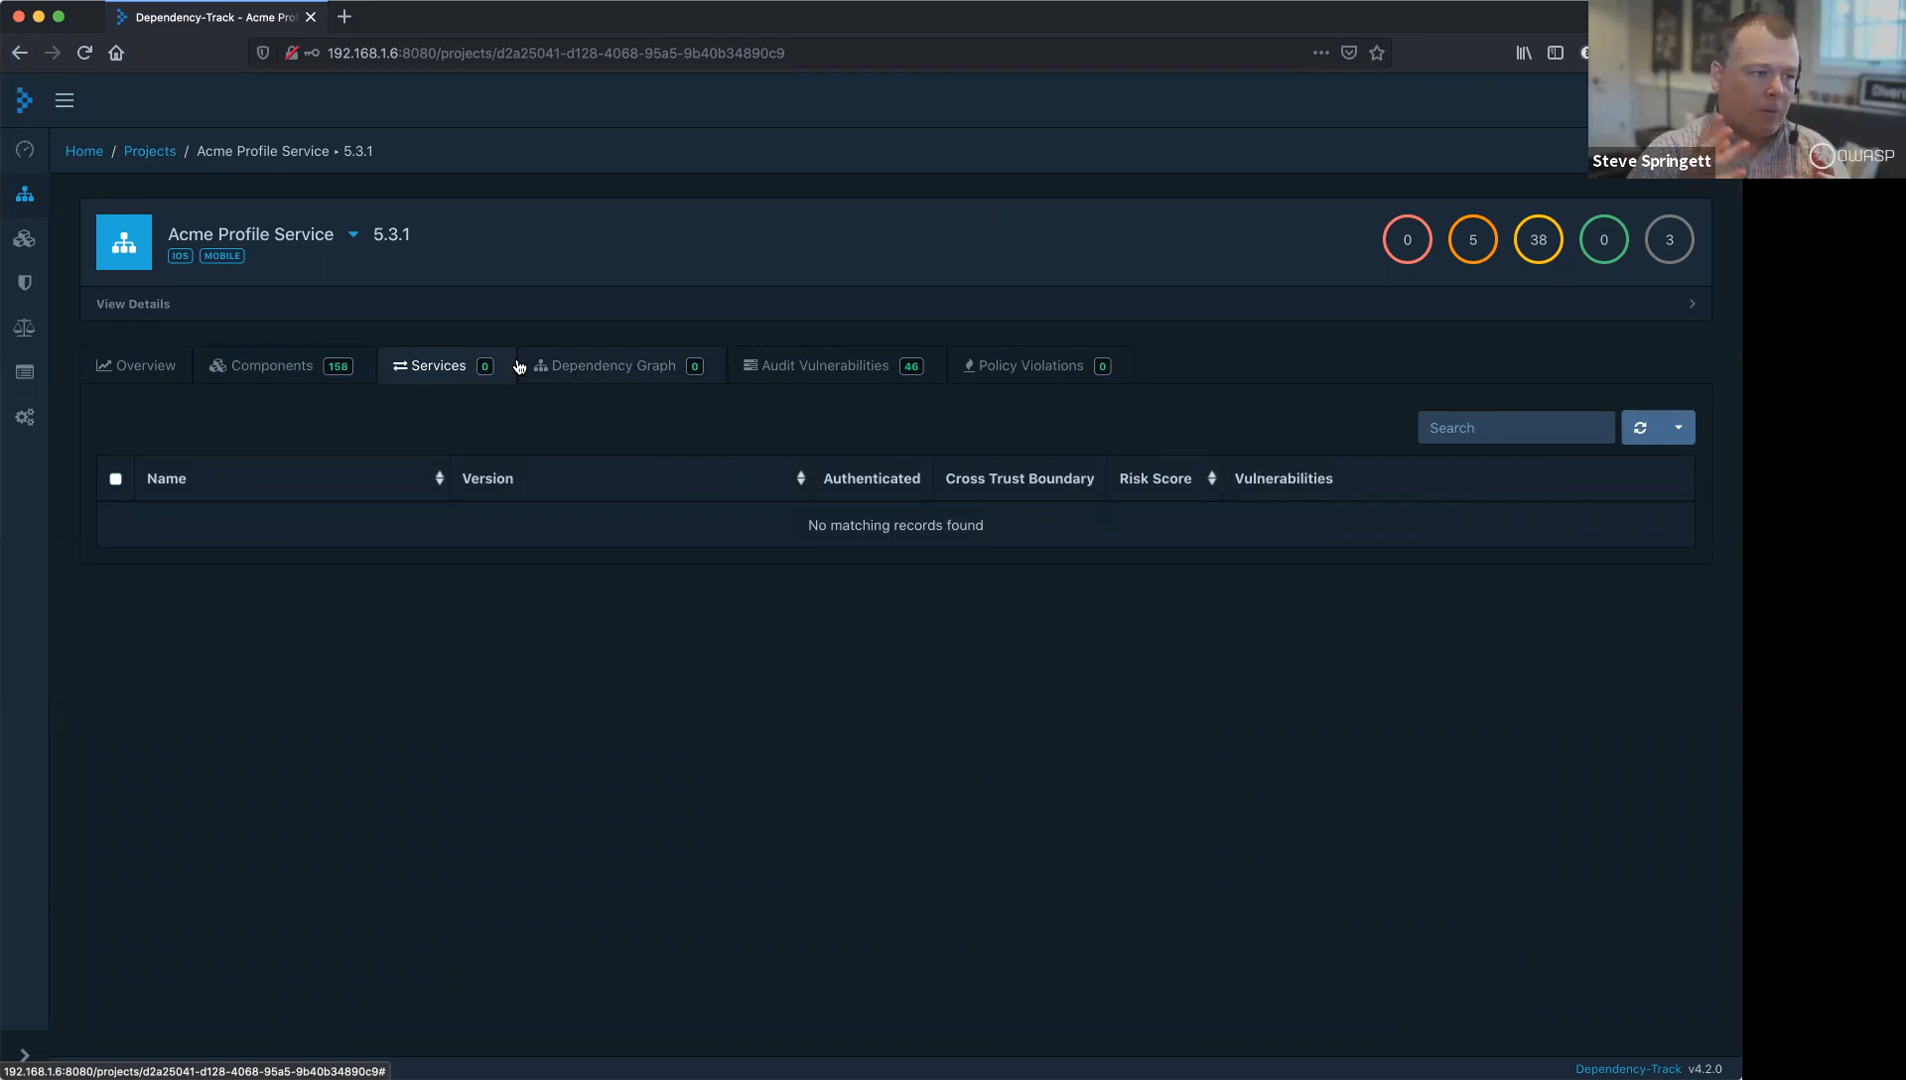 Dependency-Track - Acme Pro
192.168.1.6:8080/projects/d2a25041-d128-4068-95a5-9b40b34890c9
Steve Springett
OWASP
Home / Projects / Acme Profile Service ▸ 5.3.1
Acme Profile Service 5.3.1
IOS MOBILE
0 5 38 0 3
View Details
Overview Components 158 Services 0 Dependency Graph 0 Audit Vulnerabilities 46 Policy Violations 0
Search
Name Version Authenticated Cross Trust Boundary Risk Score Vulnerabilities
No matching records found
192.168.1.6:8080/projects/d2a25041-d128-4068-95a5-9b40b34890c9#
Dependency-Track v4.2.0